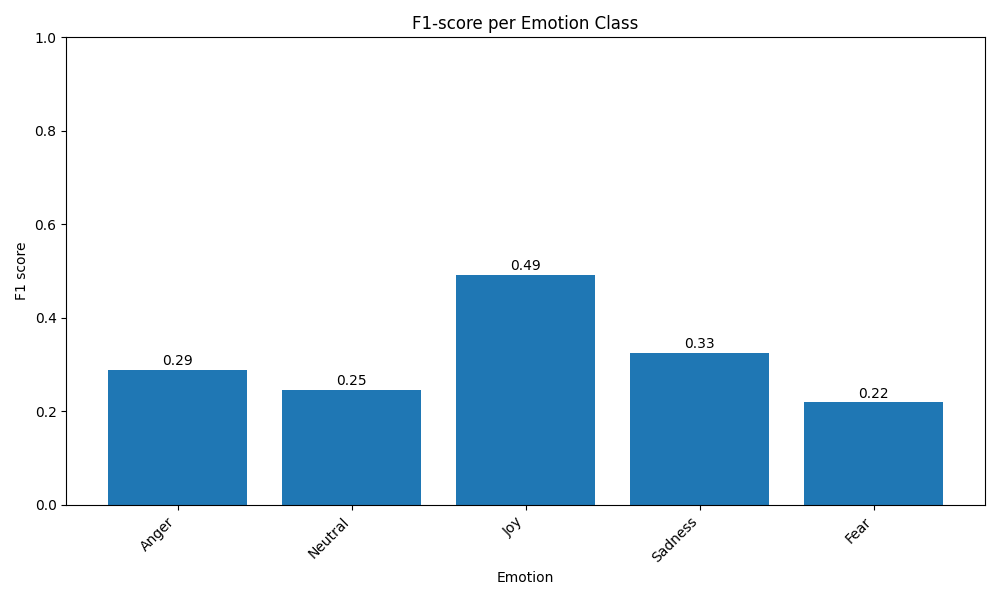 F1-score per Emotion Class
1.0
0.8
0.6
0.4
0.2
0.0
F1 score
0.29
0.25
0.49
0.33
0.22
Anger
Neutral
Joy
Sadness
Fear
Emotion